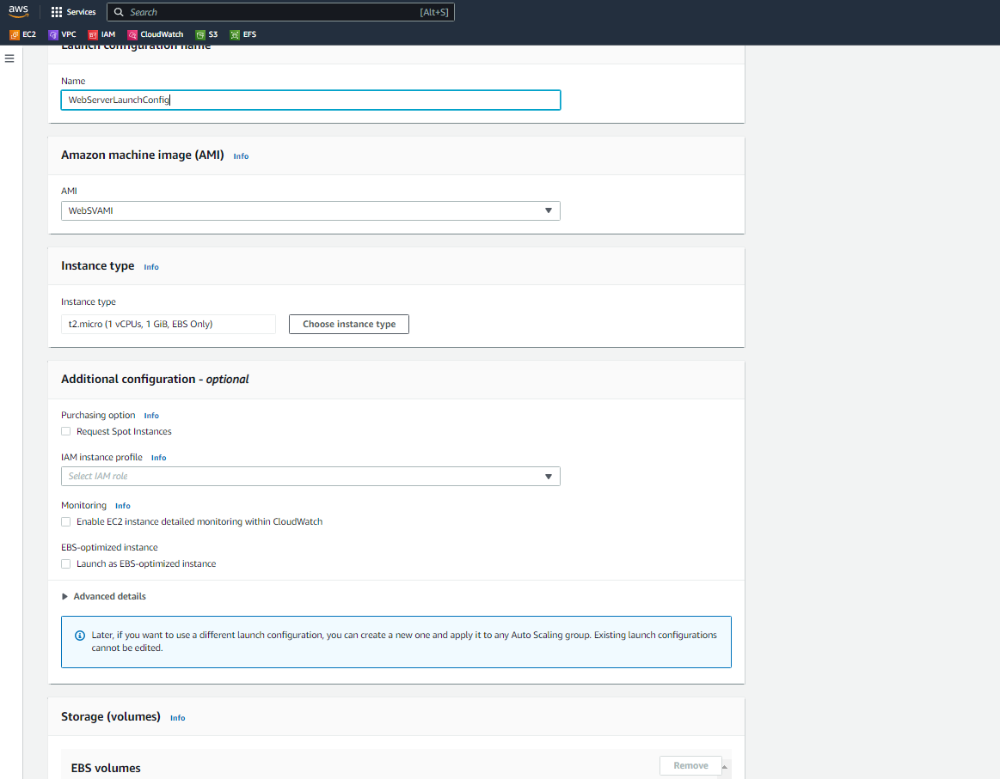 aws
Services
Search
[Alt+S]
EC2
VPC
IAM
CloudWatch
S3
EFS
Launch configuration name
Name
WebServerLaunchConfig
Amazon machine image (AMI) Info
AMI
WebSVAMI
Instance type Info
Instance type
t2.micro (1 vCPUs, 1 GiB, EBS Only)
Choose instance type
Additional configuration - optional
Purchasing option Info
Request Spot Instances
IAM instance profile Info
Select IAM role
Monitoring Info
Enable EC2 instance detailed monitoring within CloudWatch
EBS-optimized instance
Launch as EBS-optimized instance
Advanced details
Later, if you want to use a different launch configuration, you can create a new one and apply it to any Auto Scaling group. Existing launch configurations
cannot be edited.
Storage (volumes) Info
EBS volumes
Remove